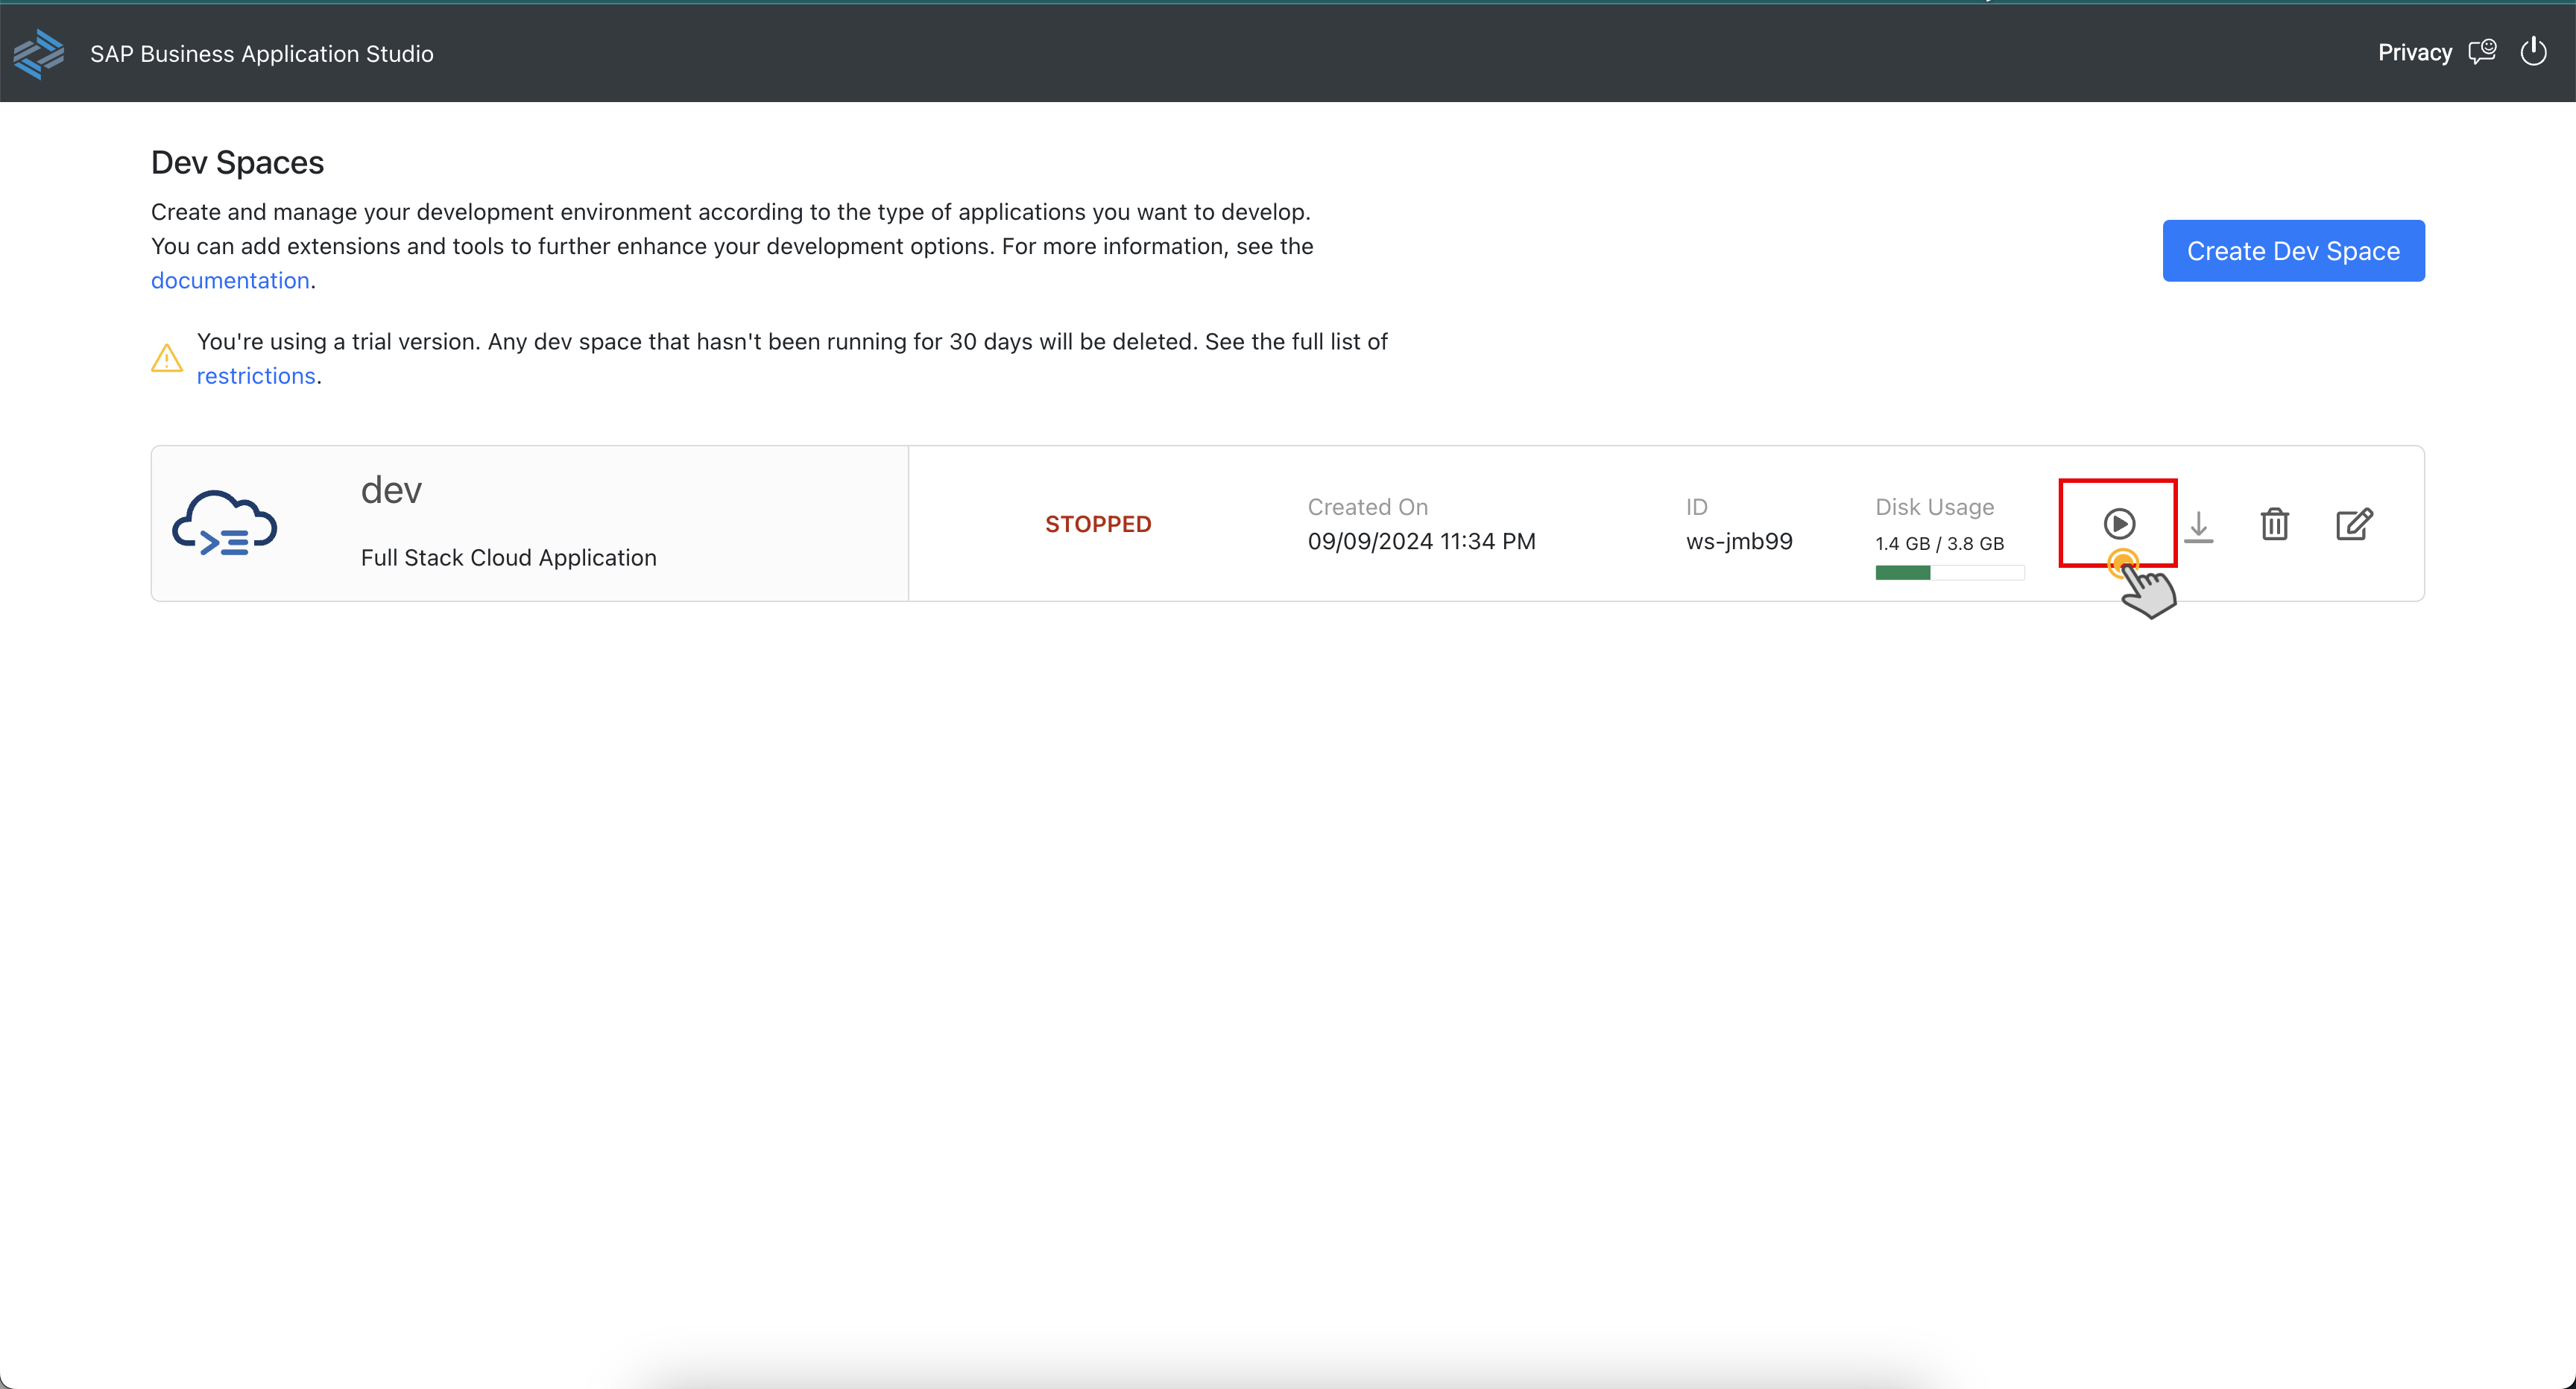 SAP Business Application Studio
Privacy
Dev Spaces
Create and manage your development environment according to the type of applications you want to develop.
You can add extensions and tools to further enhance your development options. For more information, see the
documentation.
Create Dev Space
You're using a trial version. Any dev space that hasn't been running for 30 days will be deleted. See the full list of
restrictions.
dev
Full Stack Cloud Application
STOPPED
Created On
09/09/2024 11:34 PM
ID
ws-jmb99
Disk Usage
1.4 GB / 3.8 GB